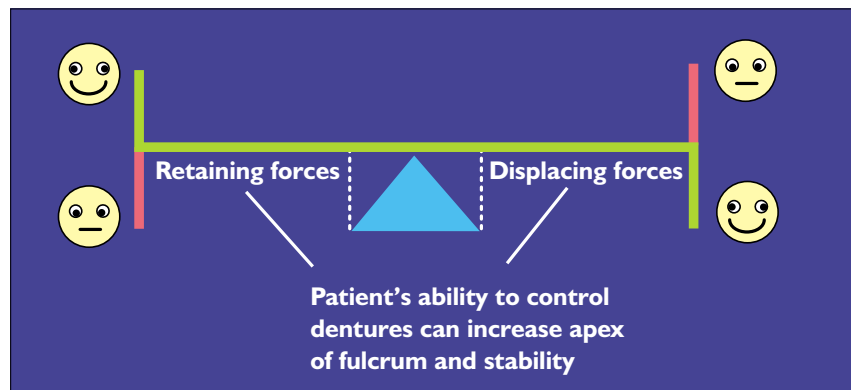 Retaining forces
Displacing forces
Patient’s ability to control
dentures can increase apex
of fulcrum and stability